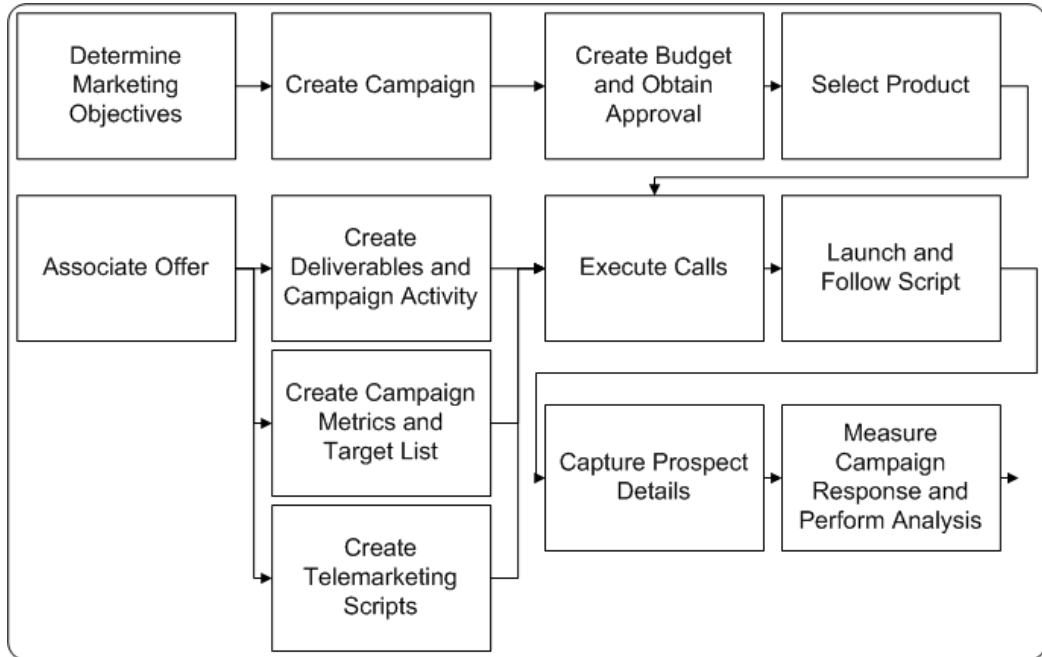 Determine
Marketing
Objectives
Create Campaign
Create Budget
and Obtain
Approval
Select Product
Associate Offer
Create
Deliverables and
Campaign Activity
Execute Calls
Launch and
Follow Script
Create Campaign
Metrics and
Target List
Capture Prospect
Details
Measure
Campaign
Response and
Perform Analysis
Create
Telemarketing
Scripts